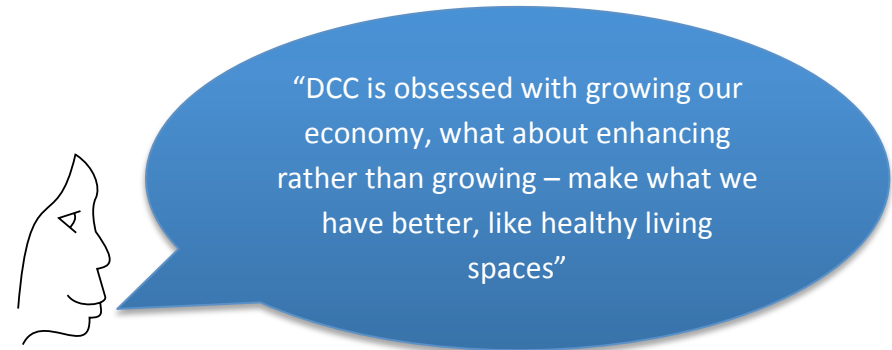 “DCC is obsessed with growing our
economy, what about enhancing
rather than growing – make what we
have better, like healthy living
spaces”